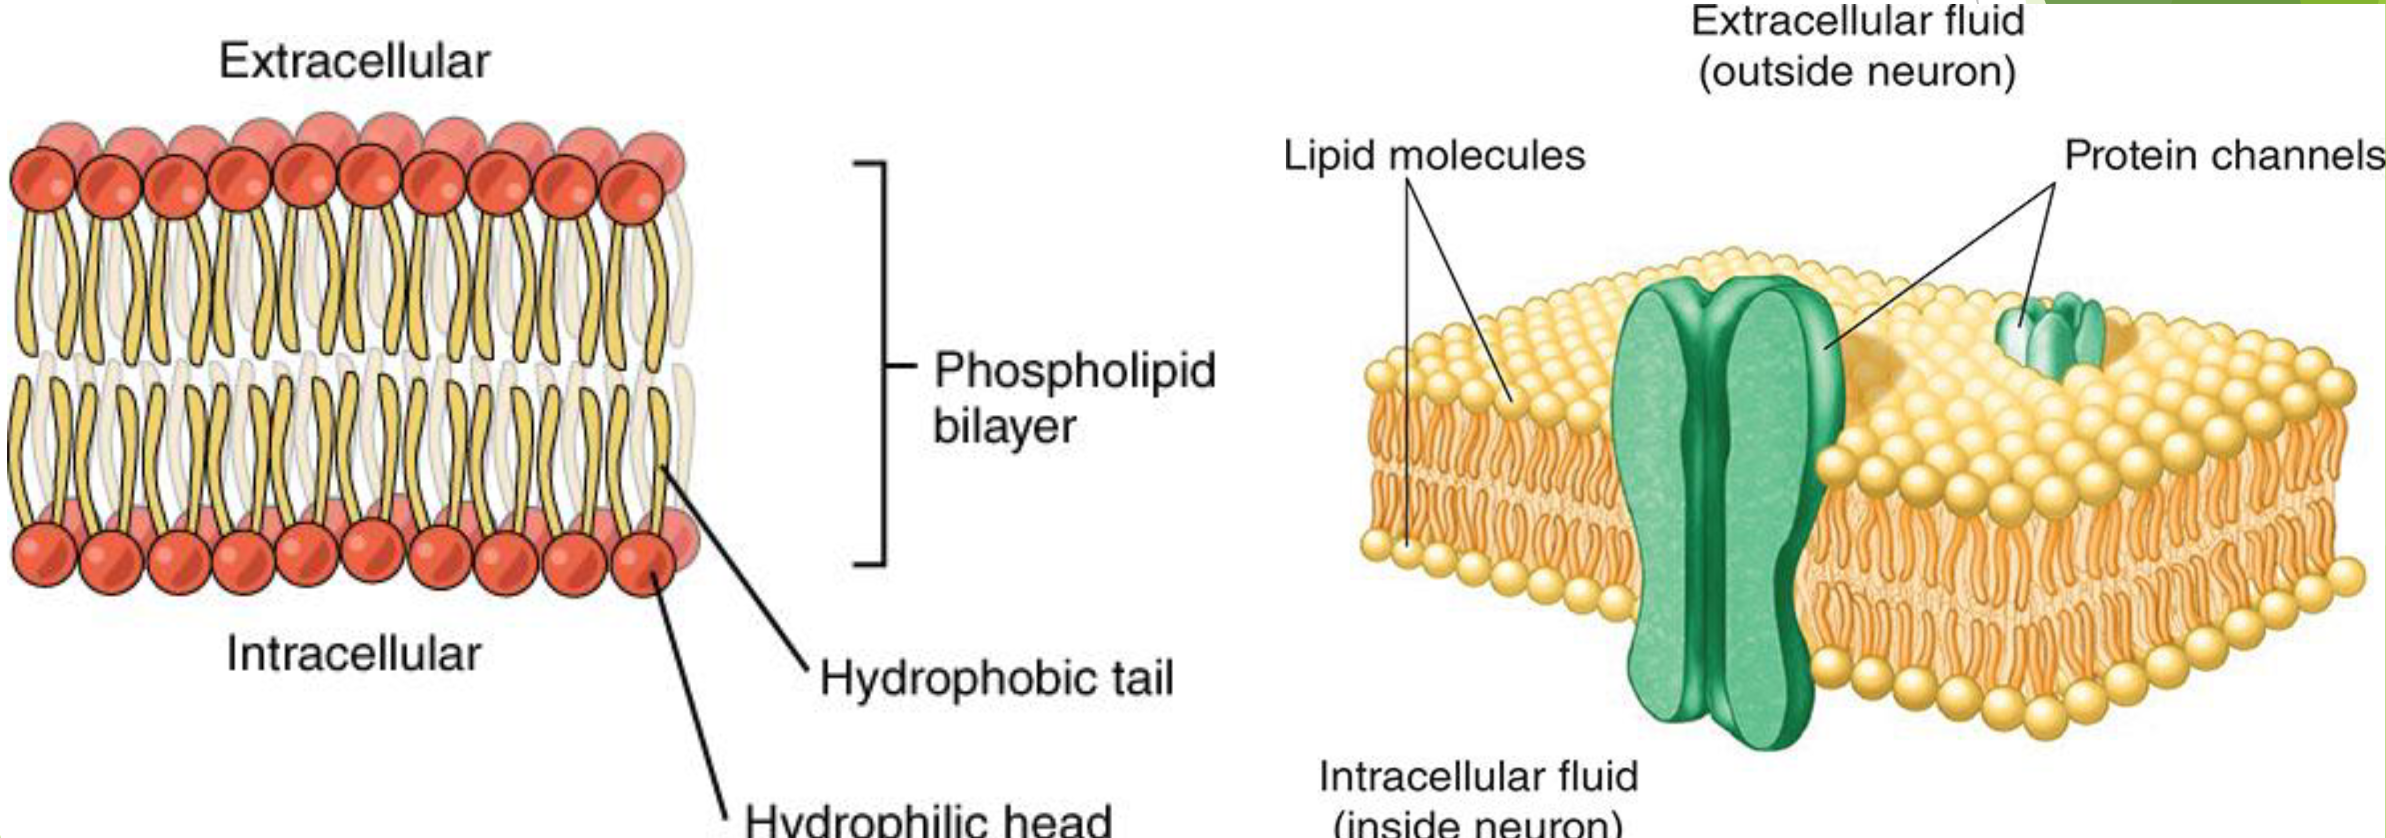 Extracellular
Phospholipid
bilayer
Intracellular
Hydrophobic tail
Hydrophilic head
Extracellular fluid
(outside neuron)
Lipid molecules
Protein channels
Intracellular fluid
(inside neuron)